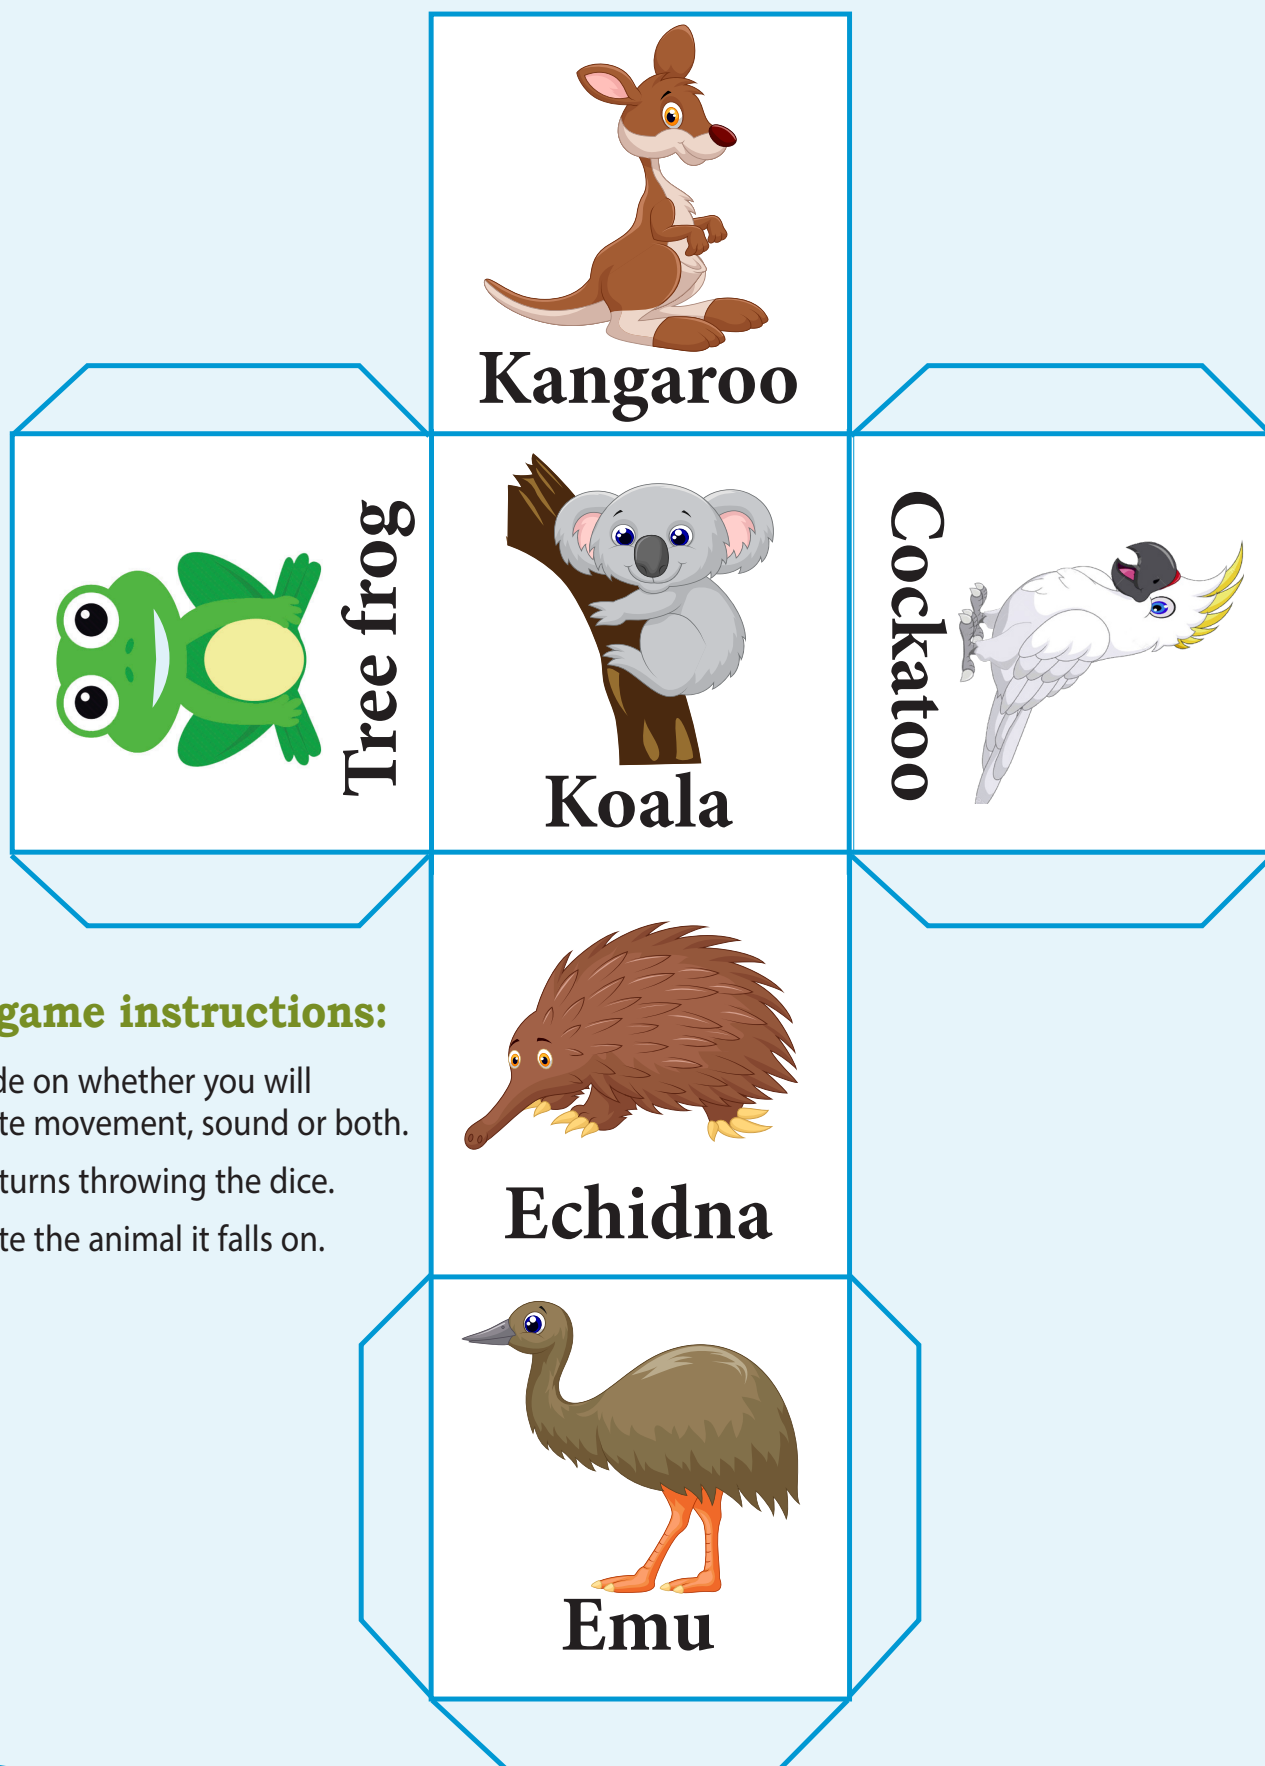 Kangaroo
Tree frog
Koala
Cockatoo
game instructions:
de on whether you will
te movement, sound or both.
turns throwing the dice.
te the animal it falls on.
Echidna
Emu